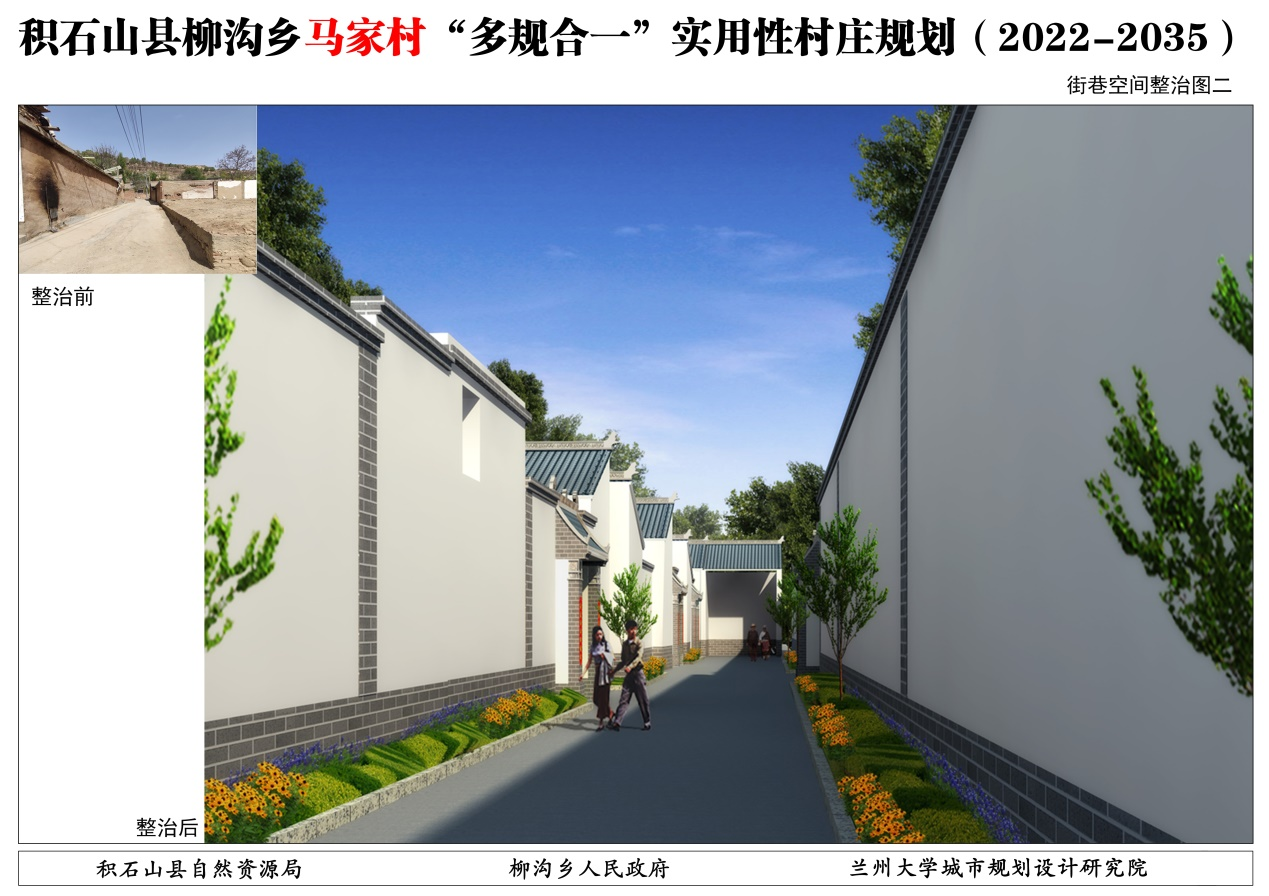 积石山县柳沟乡马家村“多规合一”实用性村庄规划（2022-2035）
街巷空间整治图二
整治前
整治后
积石山县自然资源局 柳沟乡人民政府 兰州大学城市规划设计研究院